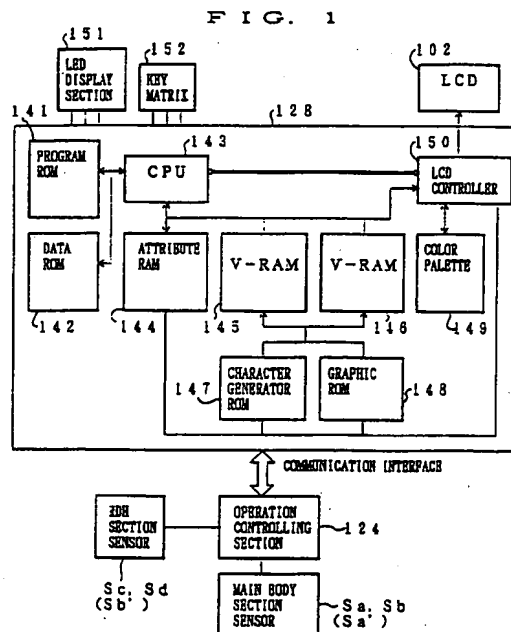 FIG. 1
151
LED DISPLAY SECTION
152
KEY MATRIX
102
LCD
128
141
PROGRAM ROM
143
CPU
150
LCD CONTROLLER
DATA ROM
142
ATTRIBUTE RAM
144
V-RAM
145
V-RAM
146
COLOR PALETTE
149
147
CHARACTER GENERATOR ROM
GRAPHIC ROM
148
COMMUNICATION INTERFACE
SECTION SENSOR
Sc, Sd
(Sb')
OPERATION CONTROLLING SECTION
124
MAIN BODY SECTION SENSOR
Sa, Sb
(Sa')